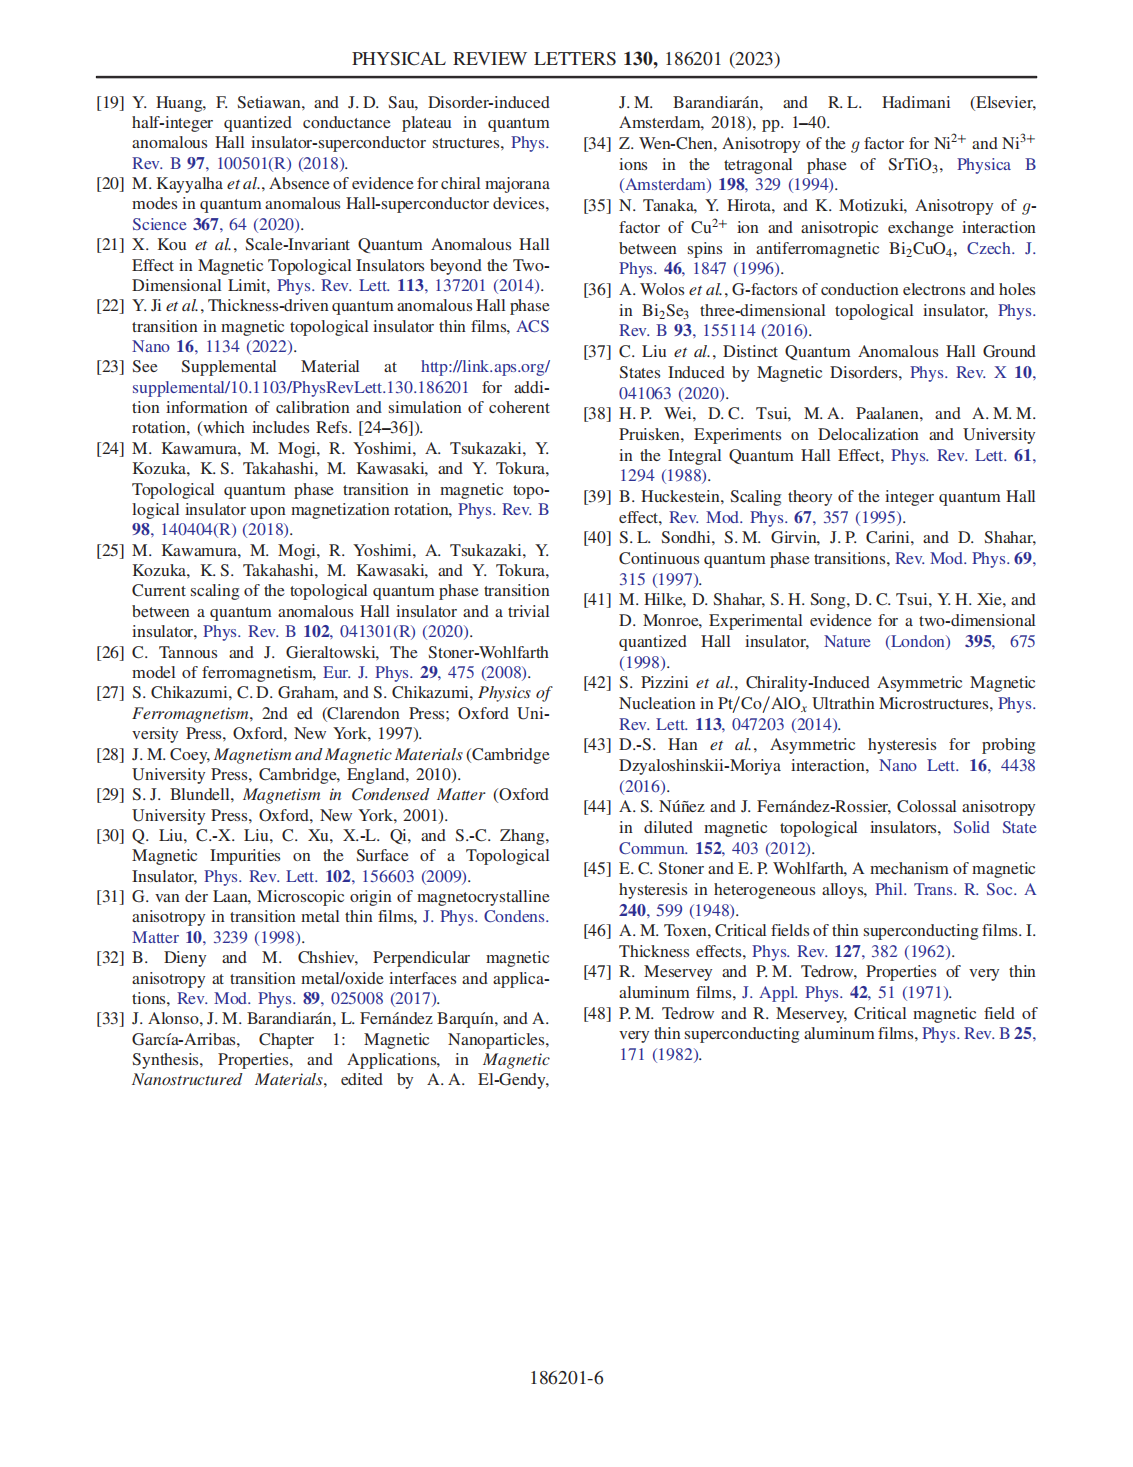 PHYSICAL REVIEW LETTERS 130, 186201 (2023)
[19] Y. Huang, F. Setiawan, and J. D. Sau, Disorder-induced
half-integer quantized conductance plateau in quantum
anomalous Hall insulator-superconductor structures, Phys.
Rev. B 97, 100501(R) (2018).
[20] M. Kayyalha et al., Absence of evidence for chiral majorana
modes in quantum anomalous Hall-superconductor devices,
Science 367, 64 (2020).
[21] X. Kou et al., Scale-Invariant Quantum Anomalous Hall
Effect in Magnetic Topological Insulators beyond the Two-
Dimensional Limit, Phys. Rev. Lett. 113, 137201 (2014).
[22] Y. Ji et al., Thickness-driven quantum anomalous Hall phase
transition in magnetic topological insulator thin films, ACS
Nano 16, 1134 (2022).
[23] See Supplemental Material at http://link.aps.org/
supplemental/10.1103/PhysRevLett.130.186201 for addi-
tion information of calibration and simulation of coherent
rotation, (which includes Refs. [24–36]).
[24] M. Kawamura, M. Mogi, R. Yoshimi, A. Tsukazaki, Y.
Kozuka, K. S. Takahashi, M. Kawasaki, and Y. Tokura,
Topological quantum phase transition in magnetic topo-
logical insulator upon magnetization rotation, Phys. Rev. B
98, 140404(R) (2018).
[25] M. Kawamura, M. Mogi, R. Yoshimi, A. Tsukazaki, Y.
Kozuka, K. S. Takahashi, M. Kawasaki, and Y. Tokura,
Current scaling of the topological quantum phase transition
between a quantum anomalous Hall insulator and a trivial
insulator, Phys. Rev. B 102, 041301(R) (2020).
[26] C. Tannous and J. Gieraltowski, The Stoner-Wohlfarth
model of ferromagnetism, Eur. J. Phys. 29, 475 (2008).
[27] S. Chikazumi, C. D. Graham, and S. Chikazumi, Physics of
Ferromagnetism, 2nd ed (Clarendon Press; Oxford Uni-
versity Press, Oxford, New York, 1997).
[28] J. M. Coey, Magnetism and Magnetic Materials (Cambridge
University Press, Cambridge, England, 2010).
[29] S. J. Blundell, Magnetism in Condensed Matter (Oxford
University Press, Oxford, New York, 2001).
[30] Q. Liu, C.-X. Liu, C. Xu, X.-L. Qi, and S.-C. Zhang,
Magnetic Impurities on the Surface of a Topological
Insulator, Phys. Rev. Lett. 102, 156603 (2009).
[31] G. van der Laan, Microscopic origin of magnetocrystalline
anisotropy in transition metal thin films, J. Phys. Condens.
Matter 10, 3239 (1998).
[32] B. Dieny and M. Chshiev, Perpendicular magnetic
anisotropy at transition metal/oxide interfaces and applica-
tions, Rev. Mod. Phys. 89, 025008 (2017).
[33] J. Alonso, J. M. Barandiarán, L. Fernández Barquín, and A.
García-Arribas, Chapter 1: Magnetic Nanoparticles,
Synthesis, Properties, and Applications, in Magnetic
Nanostructured Materials, edited by A. A. El-Gendy,
J. M. Barandiarán, and R. L. Hadimani (Elsevier,
Amsterdam, 2018), pp. 1–40.
[34] Z. Wen-Chen, Anisotropy of the g factor for Ni2+ and Ni3+
ions in the tetragonal phase of SrTiO3, Physica B
(Amsterdam) 198, 329 (1994).
[35] N. Tanaka, Y. Hirota, and K. Motizuki, Anisotropy of g-
factor of Cu2+ ion and anisotropic exchange interaction
between spins in antiferromagnetic Bi2CuO4, Czech. J.
Phys. 46, 1847 (1996).
[36] A. Wolos et al., G-factors of conduction electrons and holes
in Bi2Se3 three-dimensional topological insulator, Phys.
Rev. B 93, 155114 (2016).
[37] C. Liu et al., Distinct Quantum Anomalous Hall Ground
States Induced by Magnetic Disorders, Phys. Rev. X 10,
041063 (2020).
[38] H. P. Wei, D. C. Tsui, M. A. Paalanen, and A. M. M.
Pruisken, Experiments on Delocalization and University
in the Integral Quantum Hall Effect, Phys. Rev. Lett. 61,
1294 (1988).
[39] B. Huckestein, Scaling theory of the integer quantum Hall
effect, Rev. Mod. Phys. 67, 357 (1995).
[40] S. L. Sondhi, S. M. Girvin, J. P. Carini, and D. Shahar,
Continuous quantum phase transitions, Rev. Mod. Phys. 69,
315 (1997).
[41] M. Hilke, D. Shahar, S. H. Song, D. C. Tsui, Y. H. Xie, and
D. Monroe, Experimental evidence for a two-dimensional
quantized Hall insulator, Nature (London) 395, 675
(1998).
[42] S. Pizzini et al., Chirality-Induced Asymmetric Magnetic
Nucleation in Pt/Co/AlOx Ultrathin Microstructures, Phys.
Rev. Lett. 113, 047203 (2014).
[43] D.-S. Han et al., Asymmetric hysteresis for probing
Dzyaloshinskii-Moriya interaction, Nano Lett. 16, 4438
(2016).
[44] A. S. Núñez and J. Fernández-Rossier, Colossal anisotropy
in diluted magnetic topological insulators, Solid State
Commun. 152, 403 (2012).
[45] E. C. Stoner and E. P. Wohlfarth, A mechanism of magnetic
hysteresis in heterogeneous alloys, Phil. Trans. R. Soc. A
240, 599 (1948).
[46] A. M. Toxen, Critical fields of thin superconducting films. I.
Thickness effects, Phys. Rev. 127, 382 (1962).
[47] R. Meservey and P. M. Tedrow, Properties of very thin
aluminum films, J. Appl. Phys. 42, 51 (1971).
[48] P. M. Tedrow and R. Meservey, Critical magnetic field of
very thin superconducting aluminum films, Phys. Rev. B 25,
171 (1982).
186201-6